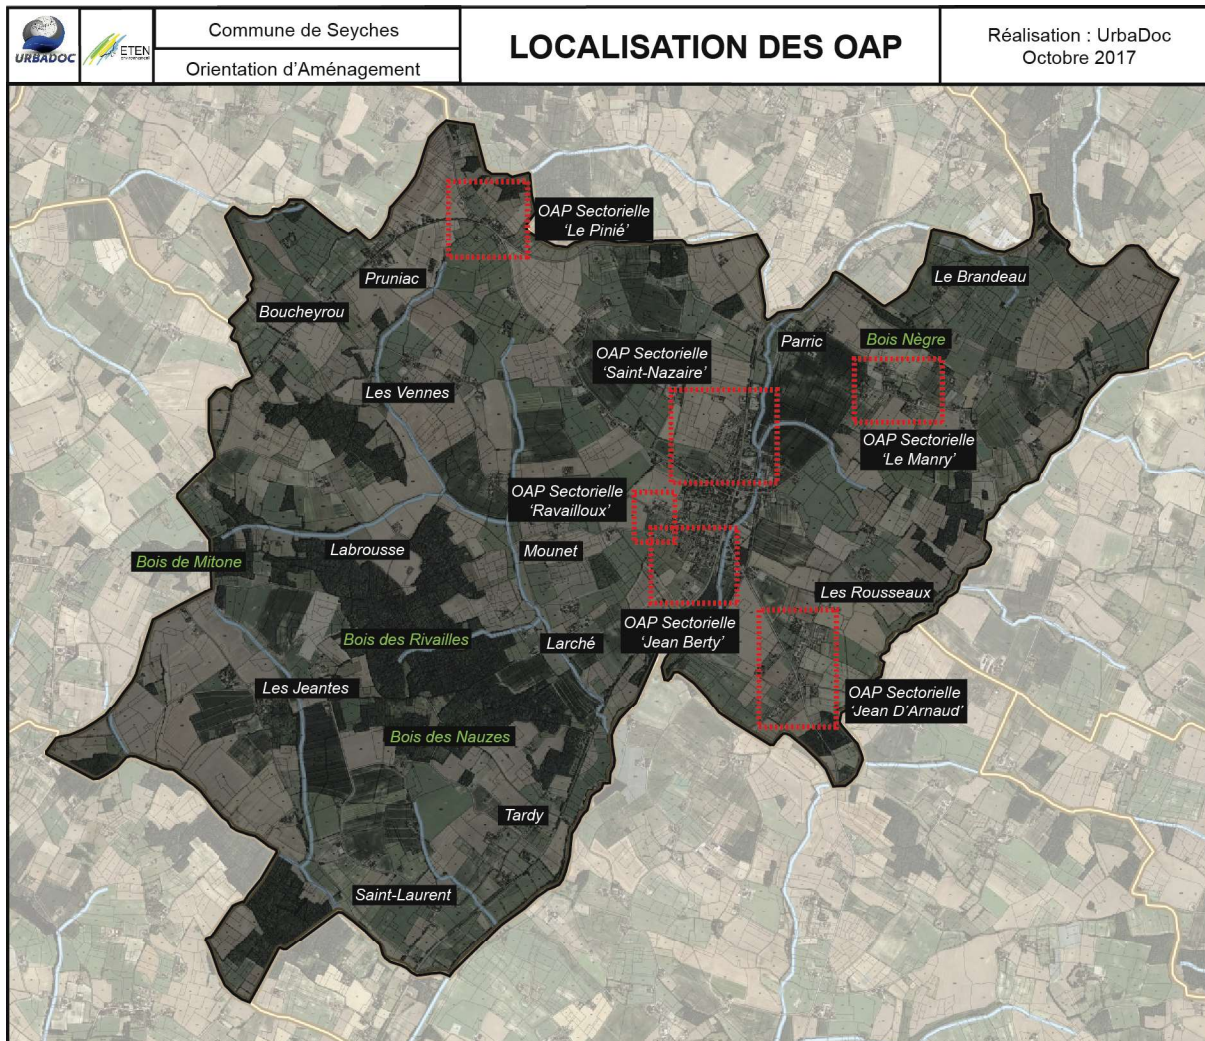 URBADOC
ETEN
environnement
Commune de Seyches
Orientation d'Aménagement
LOCALISATION DES OAP
Réalisation : UrbaDoc
Octobre 2017
OAP Sectorielle
'Le Pinié'
Pruniac
Boucheyrou
Le Brandeau
Parric
Bois Nègre
OAP Sectorielle
'Saint-Nazaire'
Les Vennes
OAP Sectorielle
'Le Manry'
OAP Sectorielle
'Ravailloux'
Labrousse
Mounet
Bois de Mitone
Les Rousseaux
OAP Sectorielle
'Jean Berty'
Bois des Rivailles
Larché
Les Jeantes
OAP Sectorielle
'Jean D'Arnaud'
Bois des Nauzes
Tardy
Saint-Laurent